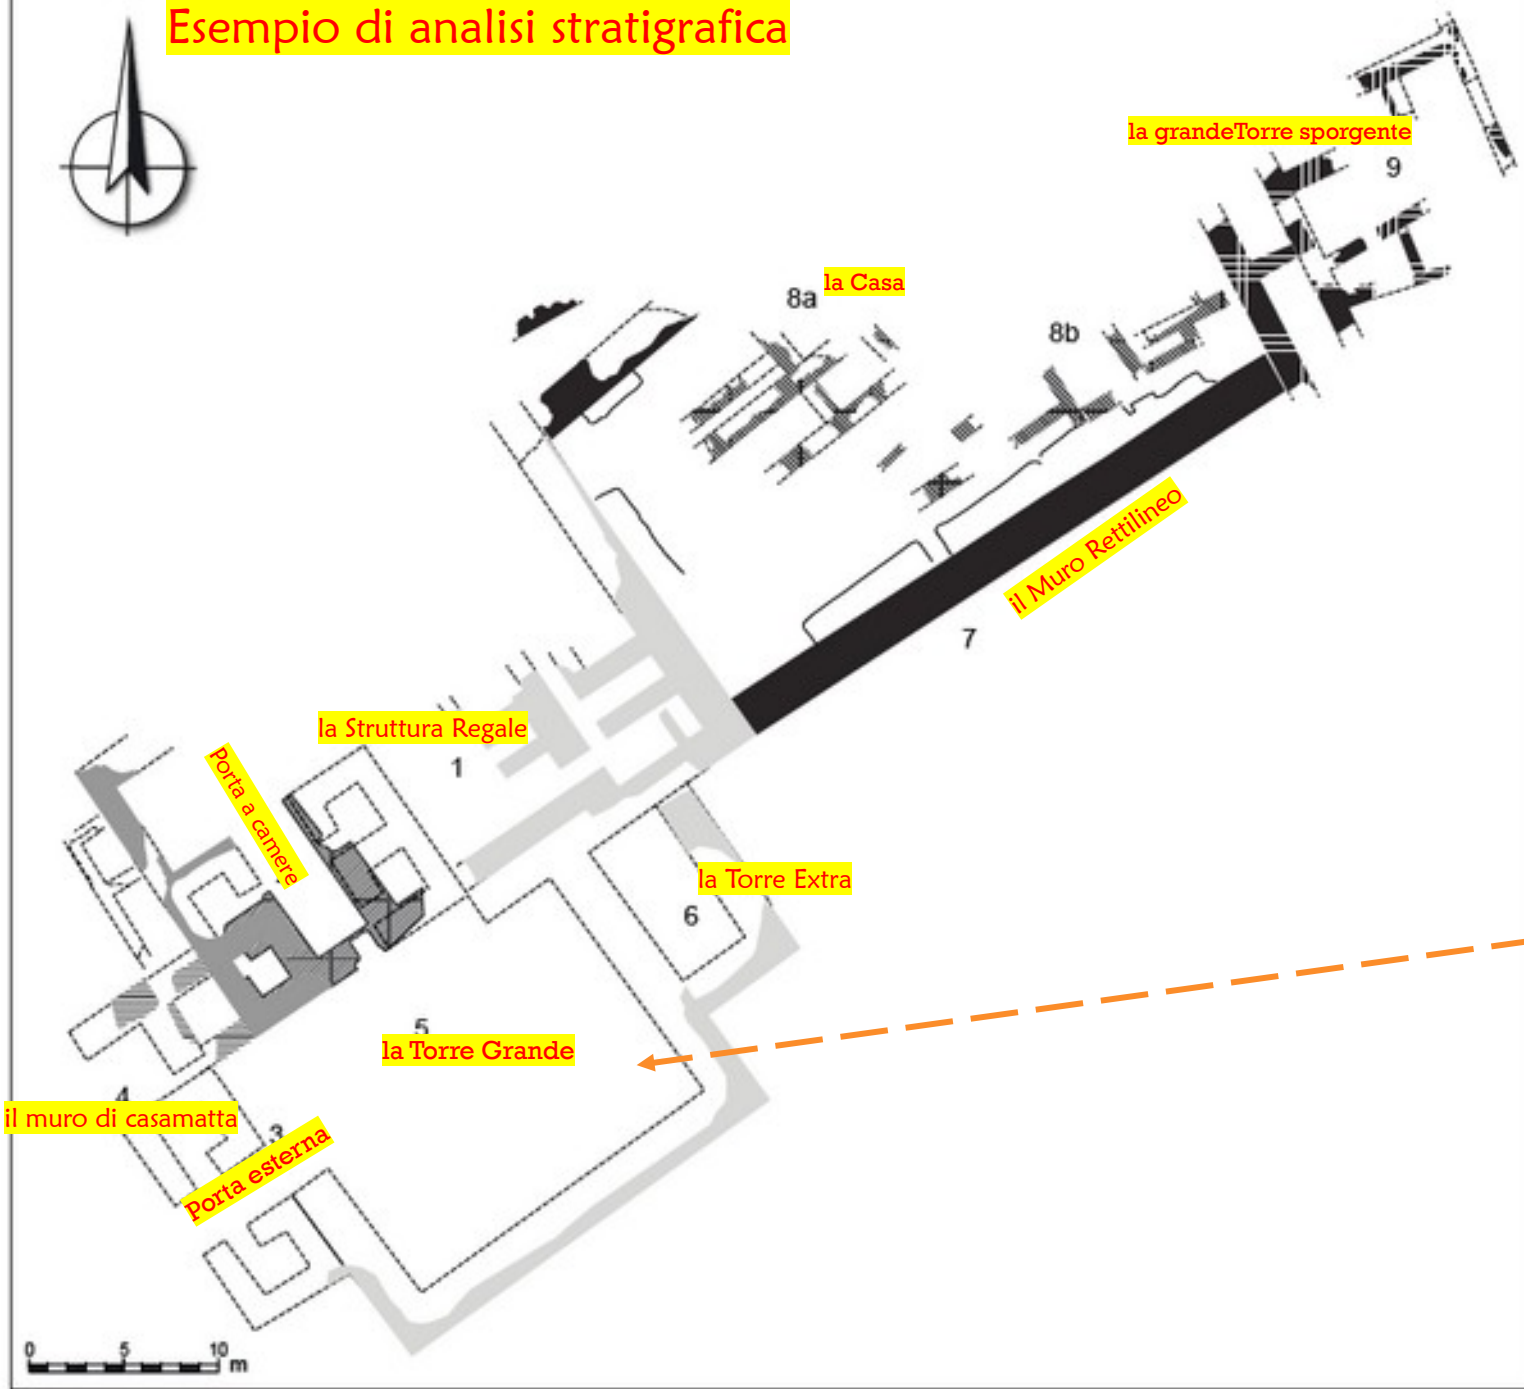 Esempio di analisi stratigrafica
la grandeTorre sporgente
9
la Casa
8a
8b
il Muro Rettilineo
7
la Struttura Regale
1
Porta a camere
la Torre Extra
6
5
la Torre Grande
4
il muro di casamatta
3
Porta esterna
0 5 10 m